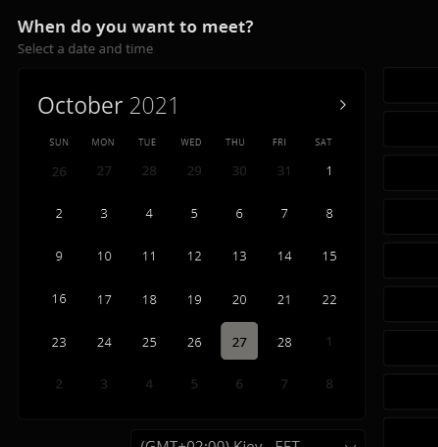 When do you want to meet?
Select a date and time
October 2021 >
SUN MON TUE WED THU FRI SAT
26 27 28 29 30 31 1
2 3 4 5 6 7 8
9 10 11 12 13 14 15
16 17 18 19 20 21 22
23 24 25 26 27 28 1
2 3 4 5 6 7 8
(GMT+02:00) Kiev - EET